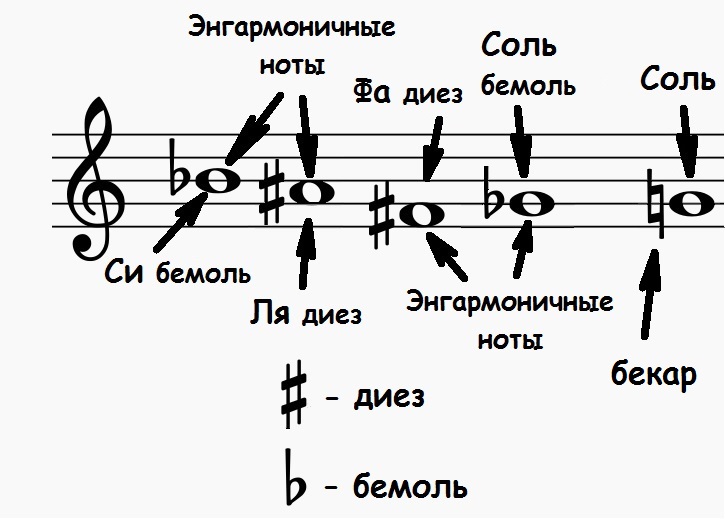 Энгармоничные
ноты
Фа диез
Соль
бемоль
Соль
Си бемоль
Ля диез
Энгармоничные
ноты
бекар
♯ - диез
♭ - бемоль